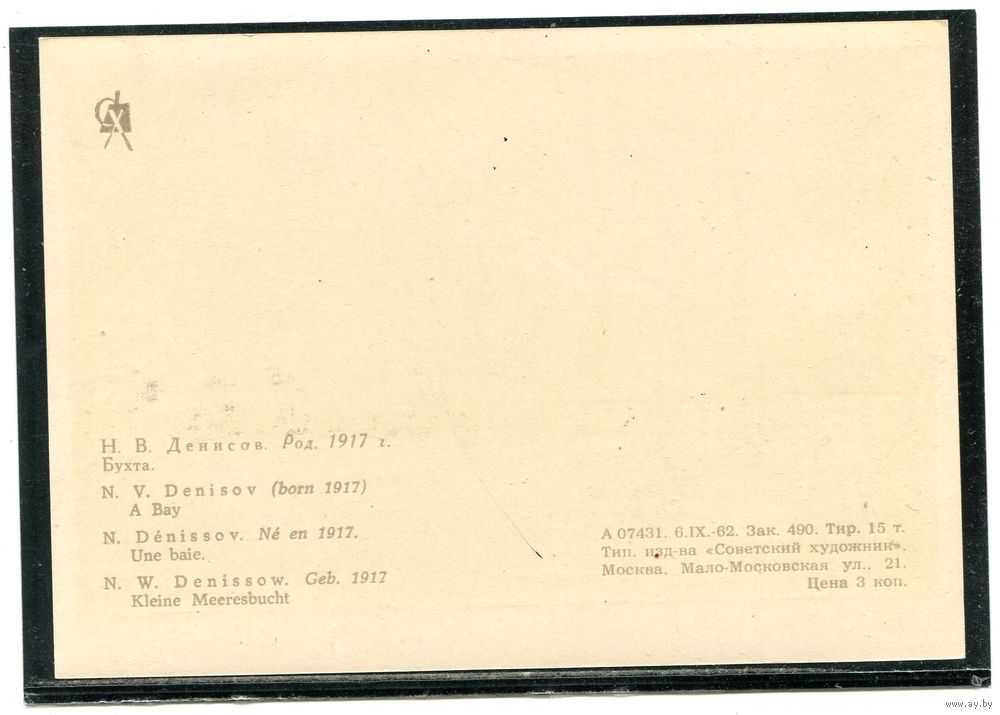 СХ
Н. В. Денисов. Род. 1917 г.
Бухта.
N. V. Denisov (born 1917)
A Bay
N. Dénissov. Né en 1917.
Une baie.
N. W. Denissow. Geb. 1917
Kleine Meeresbucht
А 07431. 6.IX.-62. Зак. 490. Тир. 15 т.
Тип. изд-ва «Советский художник».
Москва, Мало-Московская ул., 21.
Цена 3 коп.
www.ay.by